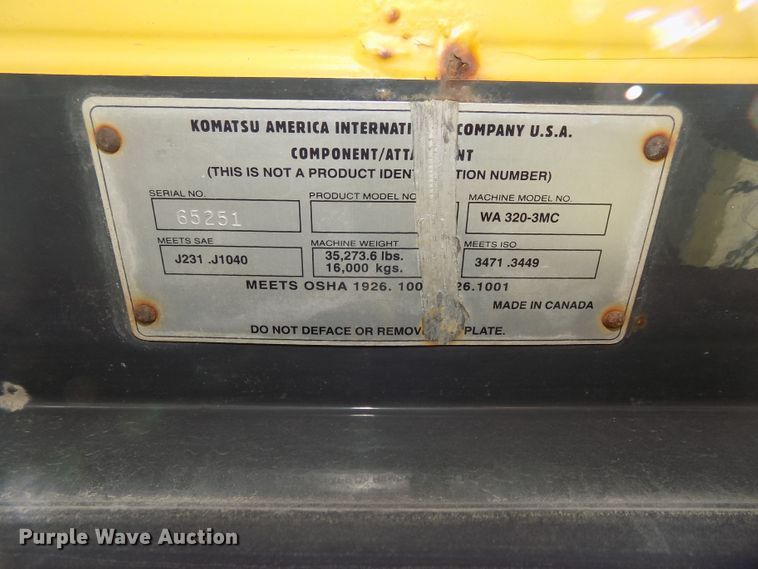 KOMATSU AMERICA INTERNATI COMPANY U.S.A.
COMPONENT/ATTA NT
(THIS IS NOT A PRODUCT IDENT ATION NUMBER)
SERIAL NO. PRODUCT MODEL NO MACHINE MODEL NO.
65251 WA 320-3MC
MEETS SAE MACHINE WEIGHT MEETS ISO
J231 .J1040 35,273.6 lbs. 3471 .3449
16,000 kgs.
MEETS OSHA 1926. 100 26.1001
MADE IN CANADA
DO NOT DEFACE OR REMOV PLATE.
Purple Wave Auction